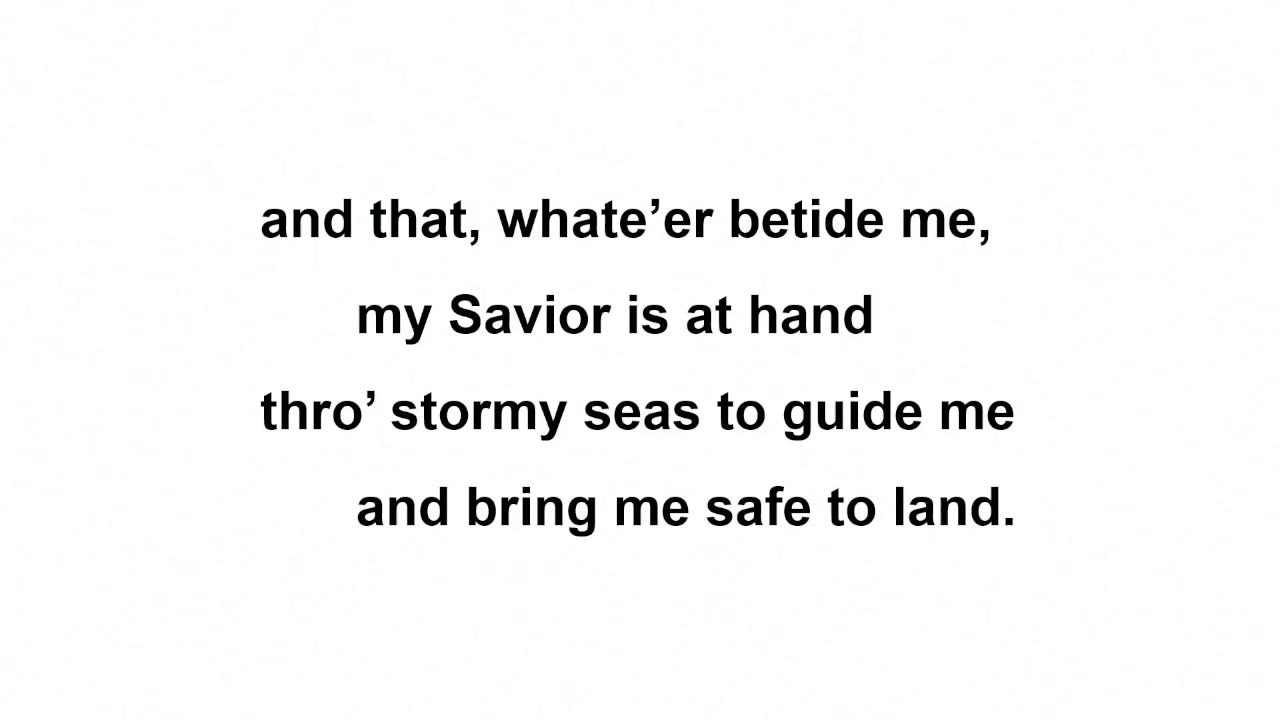 and that, whate’er betide me,
my Savior is at hand
thro’ stormy seas to guide me
and bring me safe to land.